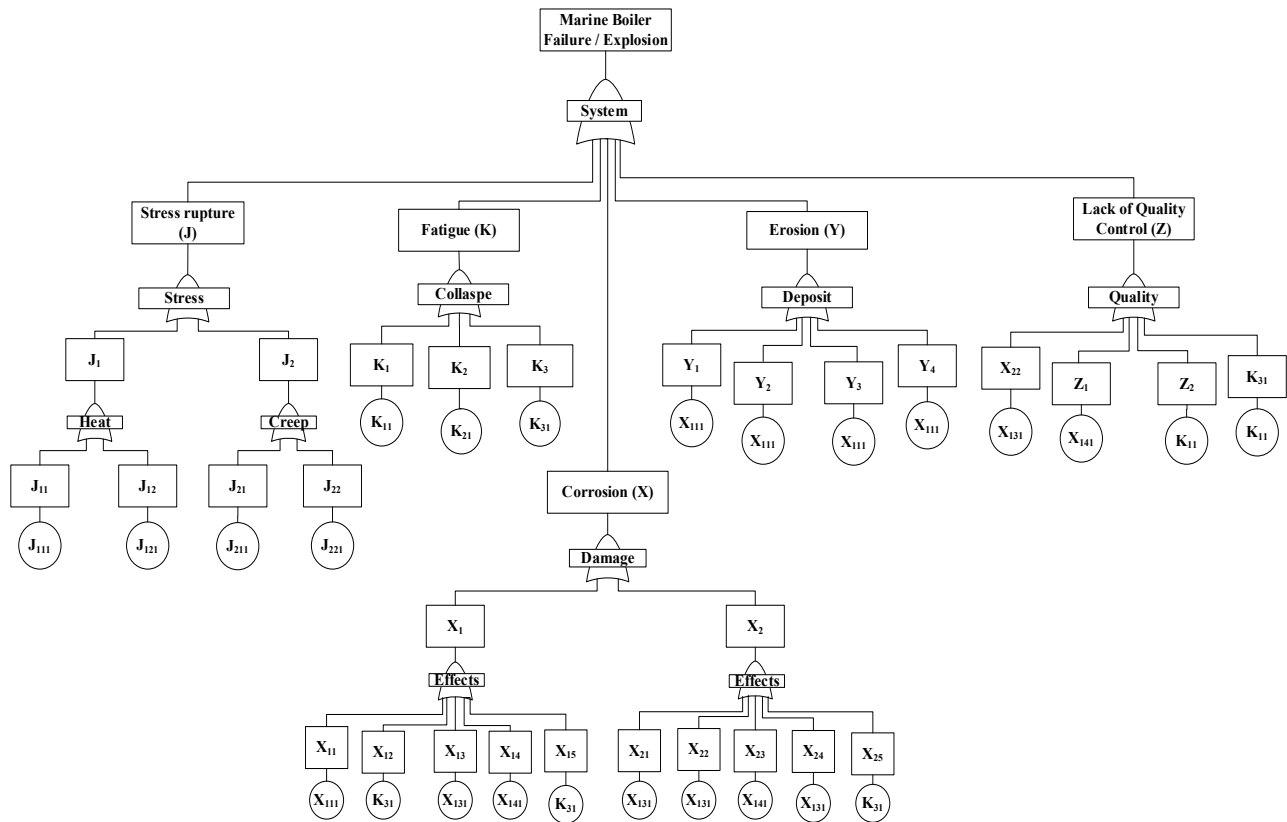 Marine Boiler
Failure / Explosion
System
Stress rupture
(J)
Fatigue (K)
Erosion (Y)
Lack of Quality
Control (Z)
Stress
Collaspe
Deposit
Quality
J₁
J₂
K₁
K₂
K₃
Y₁
Y₂
Y₃
Y₄
X₂₂
Z₁
Z₂
K₃₁
Heat
Creep
K₁₁
K₂₁
K₃₁
X₁₁₁
X₁₁₁
X₁₁₁
X₁₁₁
X₁₃₁
X₁₄₁
K₁₁
K₁₁
J₁₁
J₁₂
J₂₁
J₂₂
J₁₁₁
J₁₂₁
J₂₁₁
J₂₂₁
Corrosion (X)
Damage
X₁
X₂
Effects
Effects
X₁₁
X₁₂
X₁₃
X₁₄
X₁₅
X₂₁
X₂₂
X₂₃
X₂₄
X₂₅
X₁₁₁
K₃₁
X₁₃₁
X₁₄₁
K₃₁
X₁₃₁
X₁₃₁
X₁₄₁
X₁₃₁
K₃₁